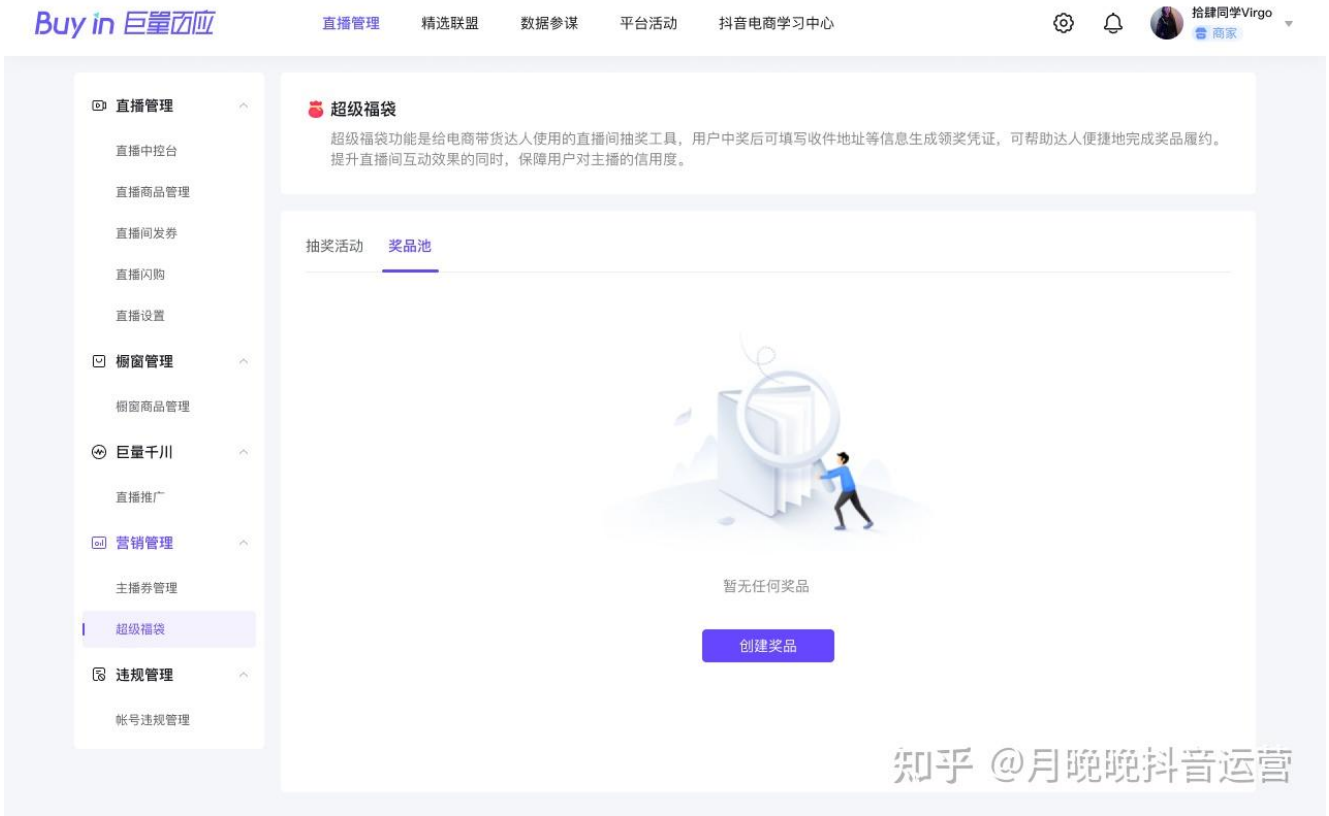 Buy in 巨量百应
直播管理
精选联盟
数据参谋
平台活动
抖音电商学习中心
拾肆同学Virgo
商家
直播管理
直播中控台
直播商品管理
直播间发券
直播闪购
直播设置
橱窗管理
橱窗商品管理
巨量千川
直播推广
营销管理
主播券管理
超级福袋
违规管理
帐号违规管理
超级福袋
超级福袋功能是给电商带货达人使用的直播间抽奖工具，用户中奖后可填写收件地址等信息生成领奖凭证，可帮助达人便捷地完成奖品履约。
提升直播间互动效果的同时，保障用户对主播的信用度。
抽奖活动
奖品池
暂无任何奖品
创建奖品
知乎 @月晚晚抖音运营